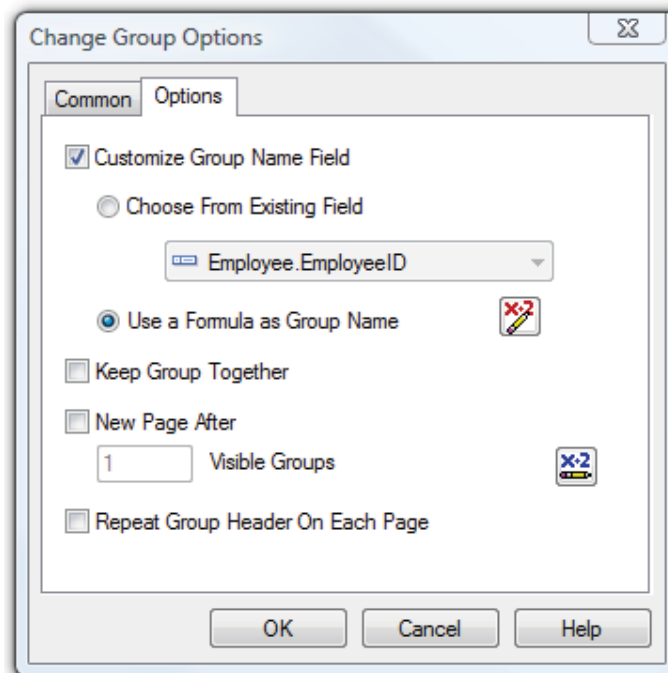 Change Group Options
Common Options
Customize Group Name Field
Choose From Existing Field
Employee.EmployeeID
Use a Formula as Group Name X+2
Keep Group Together
New Page After
1 Visible Groups X+2
Repeat Group Header On Each Page
OK Cancel Help